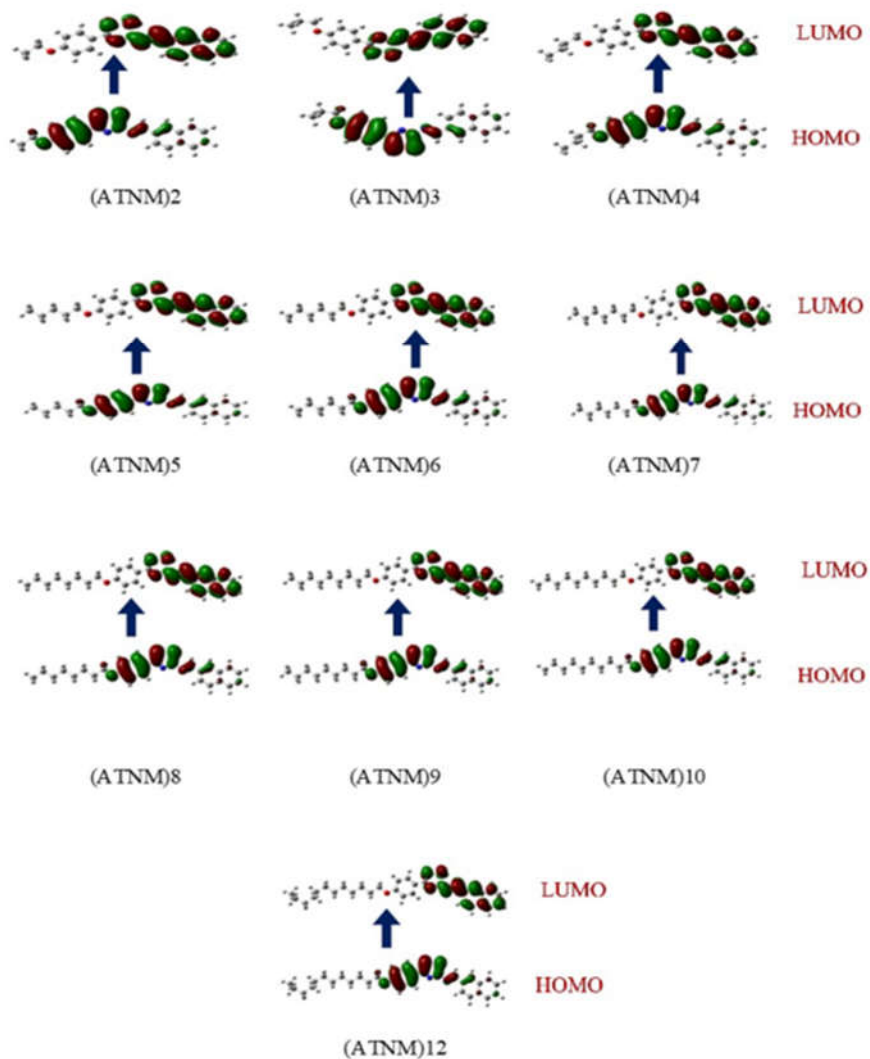 LUMO
HOMO
(ATNM)2 (ATNM)3 (ATNM)4
LUMO
HOMO
(ATNM)5 (ATNM)6 (ATNM)7
LUMO
HOMO
(ATNM)8 (ATNM)9 (ATNM)10
LUMO
HOMO
(ATNM)12